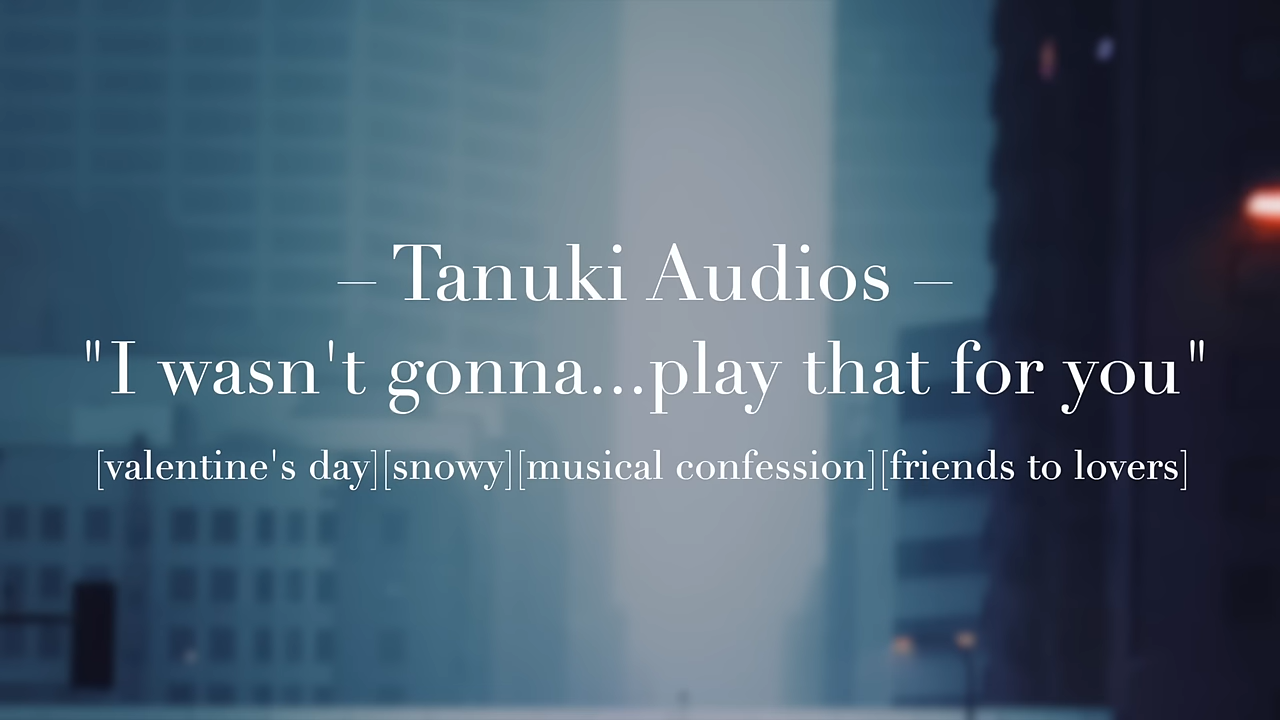 – Tanuki Audios –
"I wasn't gonna...play that for you"
[valentine's day][snowy][musical confession][friends to lovers]